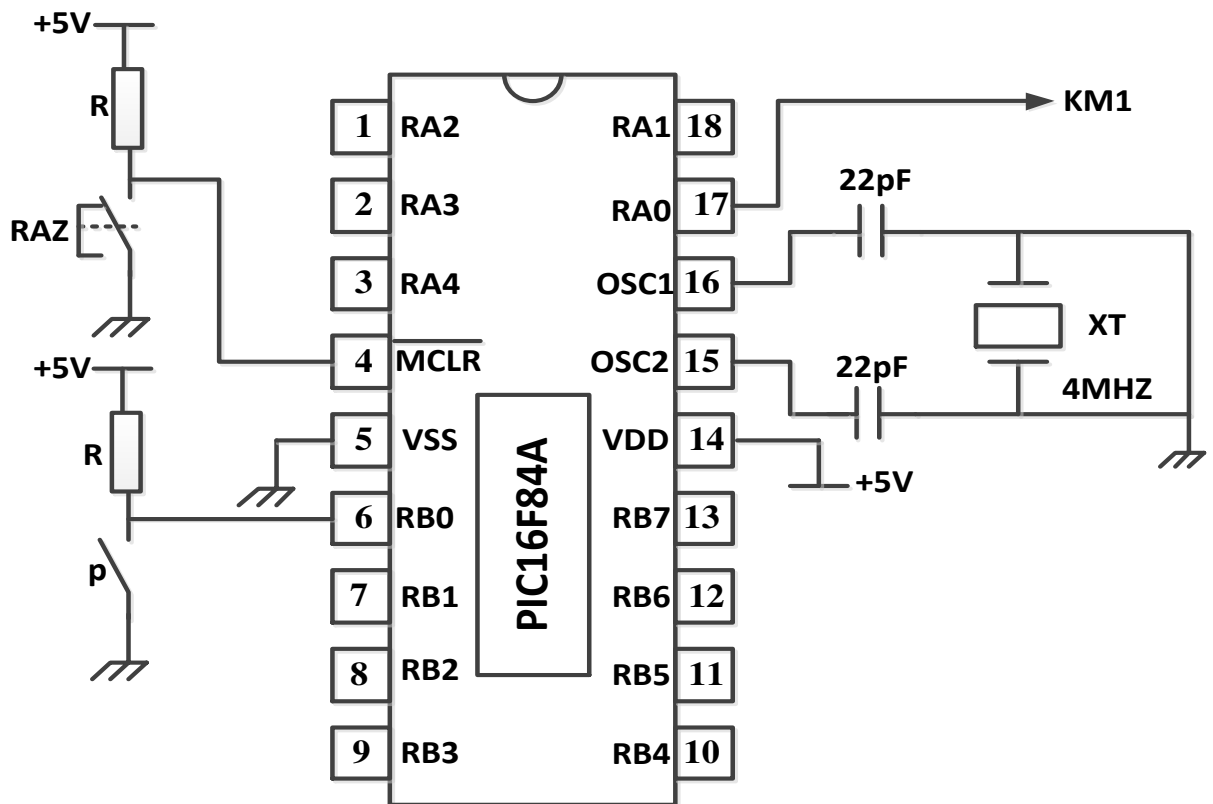 +5V
R
RAZ
+5V
R
p
1 RA2
2 RA3
3 RA4
4 MCLR
5 VSS
6 RB0
7 RB1
8 RB2
9 RB3
PIC16F84A
RA1 18
RA0 17
OSC1 16
OSC2 15
VDD 14
RB7 13
RB6 12
RB5 11
RB4 10
KM1
22pF
XT
22pF
4MHZ
+5V